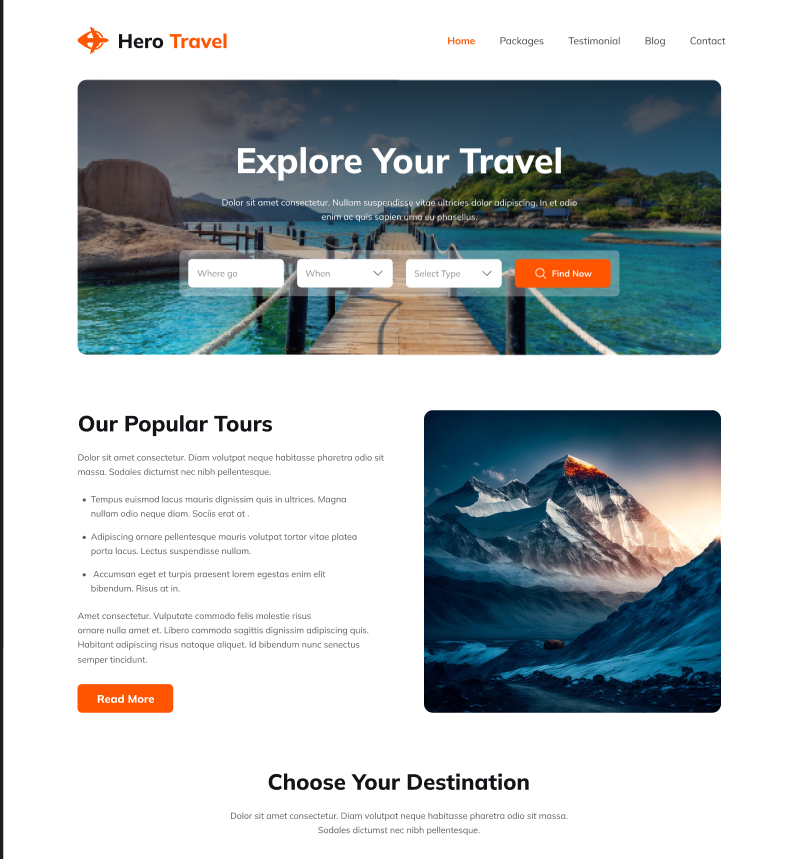 Hero Travel
Home Packages Testimonial Blog Contact
Explore Your Travel
Dolor sit amet consectetur. Nullam suspendisse vitae ultricies dolor adipiscing. In et odio
enim ac quis sapien urna eu phasellus.
Where go When Select Type Find Now
Our Popular Tours
Dolor sit amet consectetur. Diam volutpat neque habitasse pharetra odio sit
massa. Sodales dictumst nec nibh pellentesque.
• Tempus euismod lacus mauris dignissim quis in ultrices. Magna
nullam odio neque diam. Sociis erat at .
• Adipiscing ornare pellentesque mauris volutpat tortor vitae platea
porta lacus. Lectus suspendisse nullam.
• Accumsan eget et turpis praesent lorem egestas enim elit
bibendum. Risus at in.
Amet consectetur. Vulputate commodo felis molestie risus
ornare nulla amet et. Libero commodo sagittis dignissim adipiscing quis.
Habitant adipiscing risus natoque aliquet. Id bibendum nunc senectus
semper tincidunt.
Read More
Choose Your Destination
Dolor sit amet consectetur. Diam volutpat neque habitasse pharetra odio sit massa.
Sodales dictumst nec nibh pellentesque.